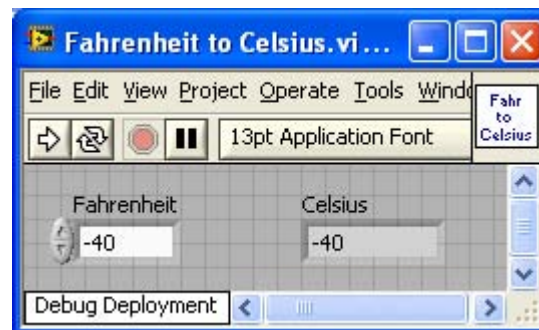 Fahrenheit to Celsius.vi ...
File Edit View Project Operate Tools
Fahr
to
Celsius
13pt Application Font
Fahrenheit
Celsius
-40
-40
Debug Deployment